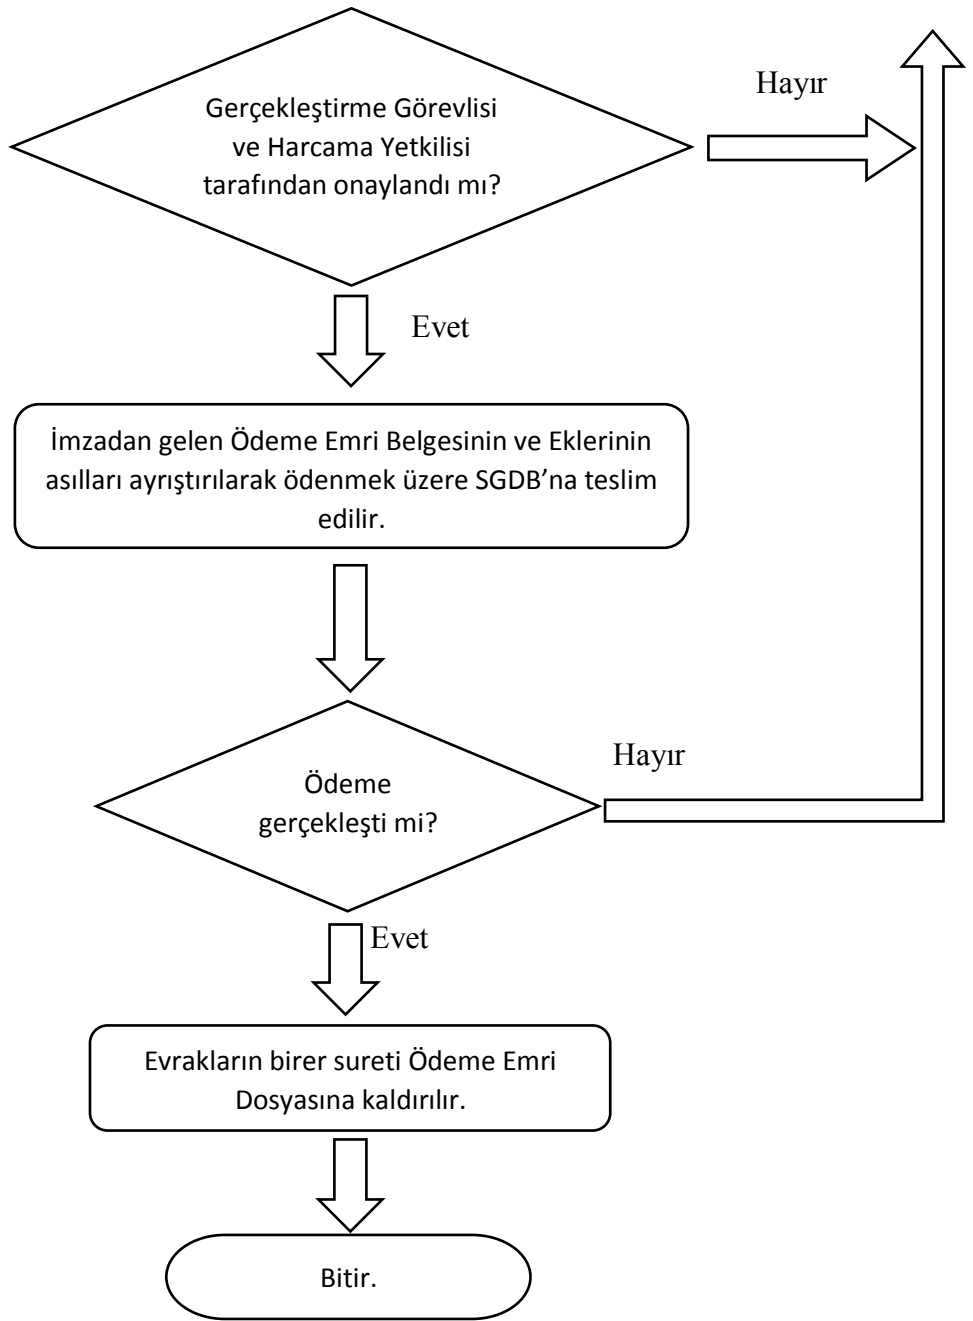 Hayır
Gerçekleştirme Görevlisi
ve Harcama Yetkilisi
tarafından onaylandı mı?
Evet
İmzadan gelen Ödeme Emri Belgesinin ve Eklerinin
asılları ayrıştırılarak ödenmek üzere SGDB’na teslim
edilir.
Hayır
Ödeme
gerçekleşti mi?
Evet
Evrakların birer sureti Ödeme Emri
Dosyasına kaldırılır.
Bitir.